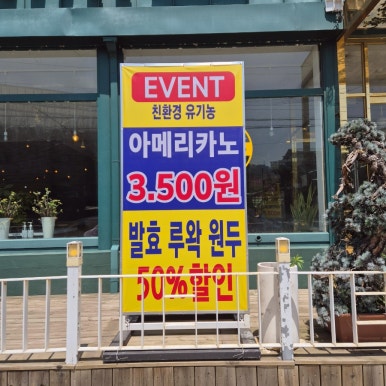 EVENT
친환경 유기농
아메리카노
3.500원
발효 루왁 원두
50%할인